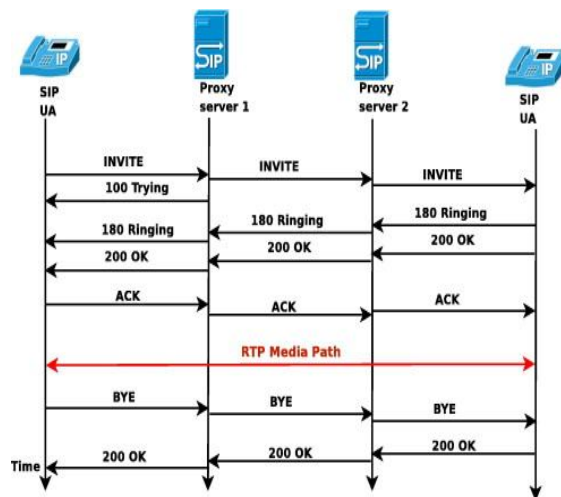 IP
SIP
SIP
IP
SIP
UA
Proxy
server 1
Proxy
server 2
SIP
UA
INVITE
INVITE
INVITE
100 Trying
180 Ringing
180 Ringing
180 Ringing
200 OK
200 OK
200 OK
ACK
ACK
ACK
RTP Media Path
BYE
BYE
BYE
200 OK
200 OK
200 OK
Time